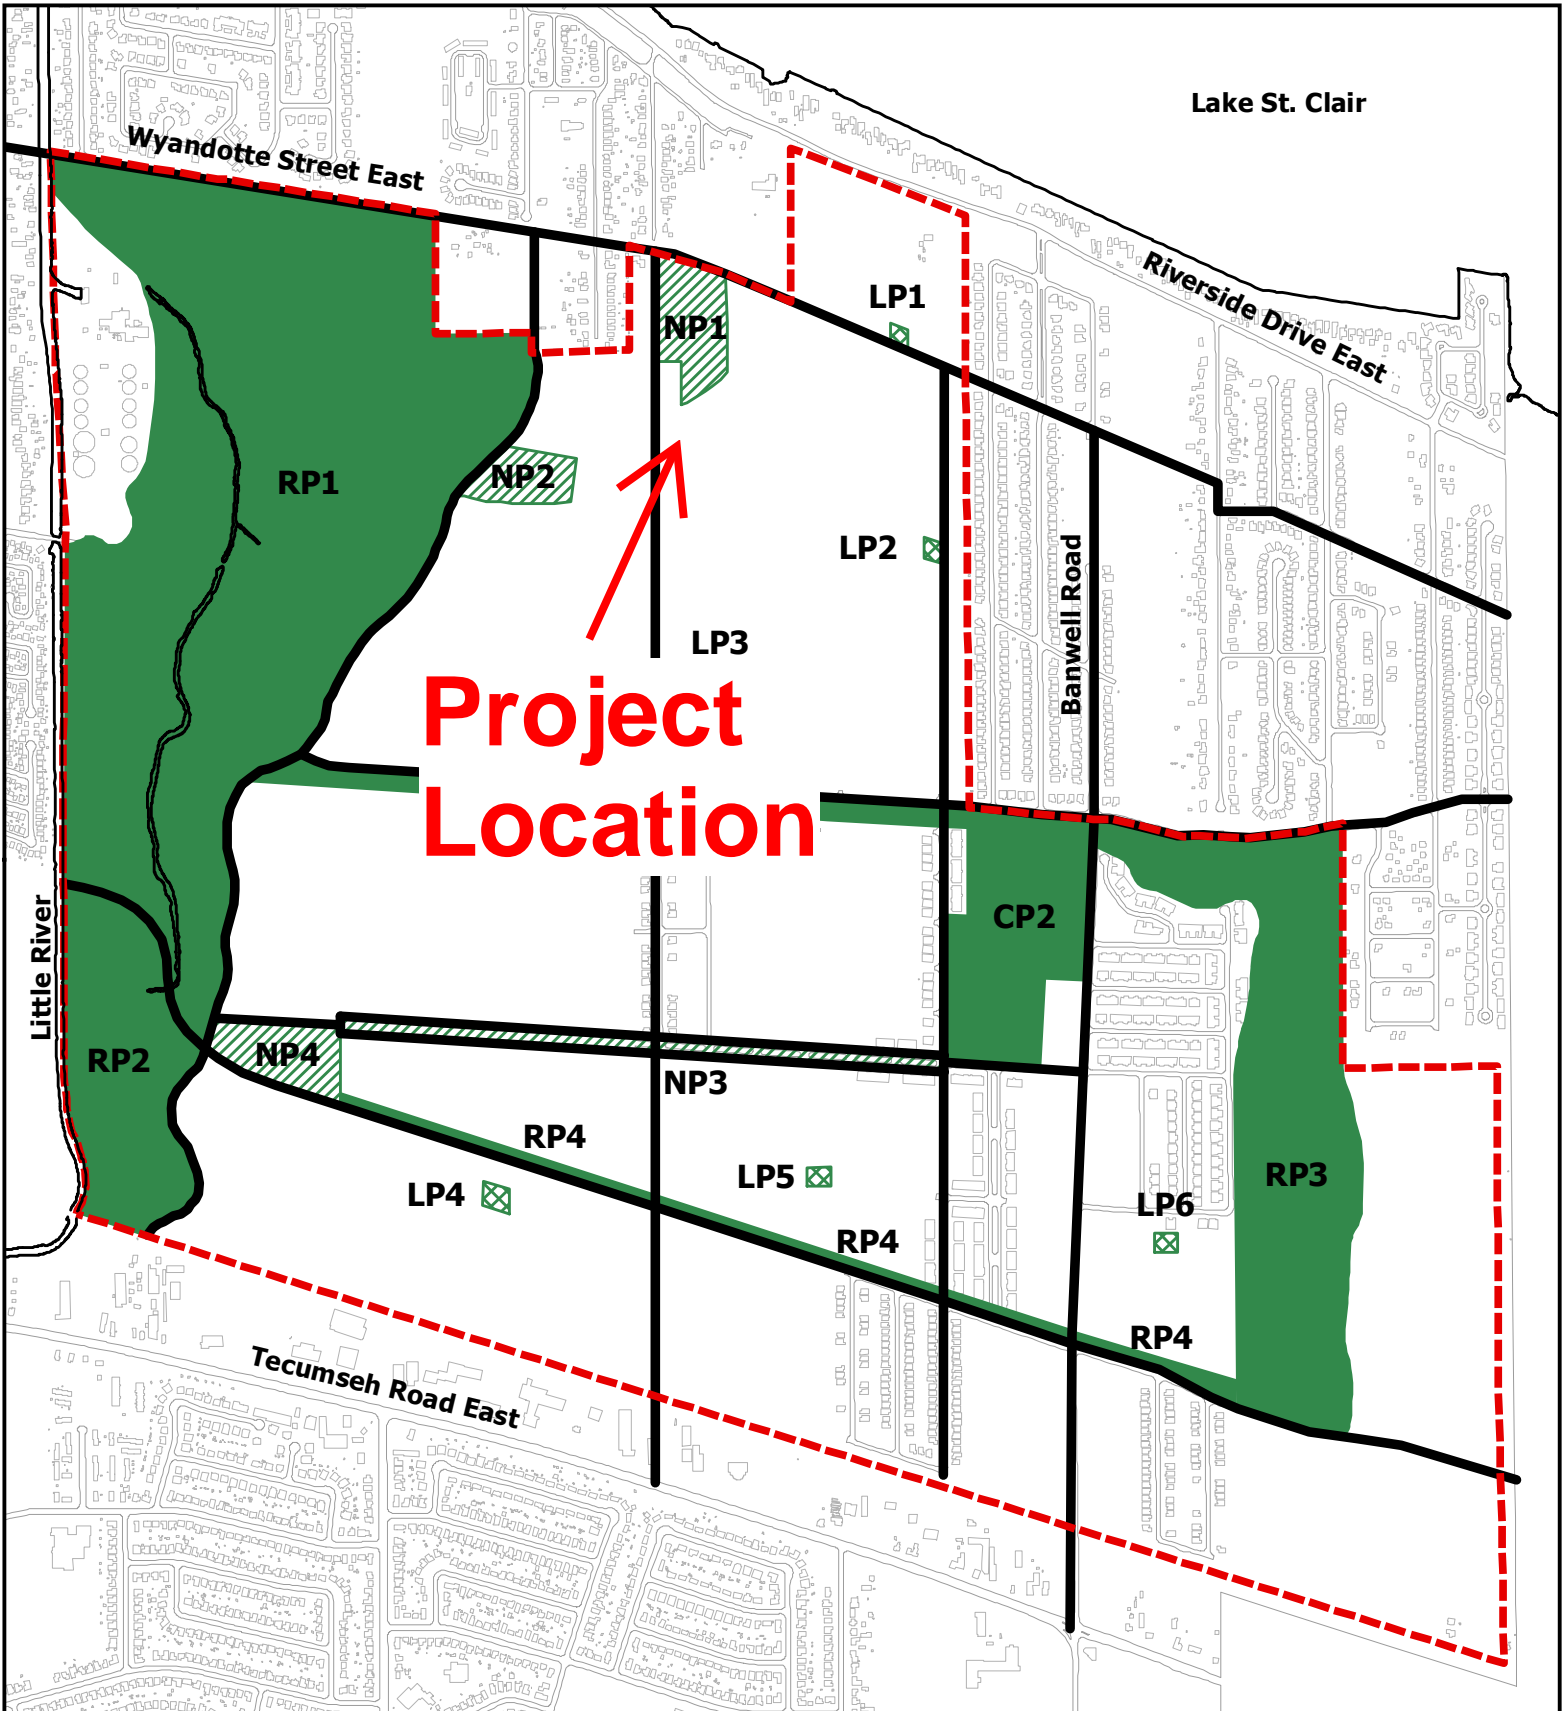 Lake St. Clair
Wyandotte Street East
Riverside Drive East
LP1
NP1
RP1
NP2
LP2
Banwell Road
LP3
Project
Location
CP2
Little River
RP2
NP4
NP3
RP4
LP4
LP5
RP3
LP6
RP4
RP4
Tecumseh Road East